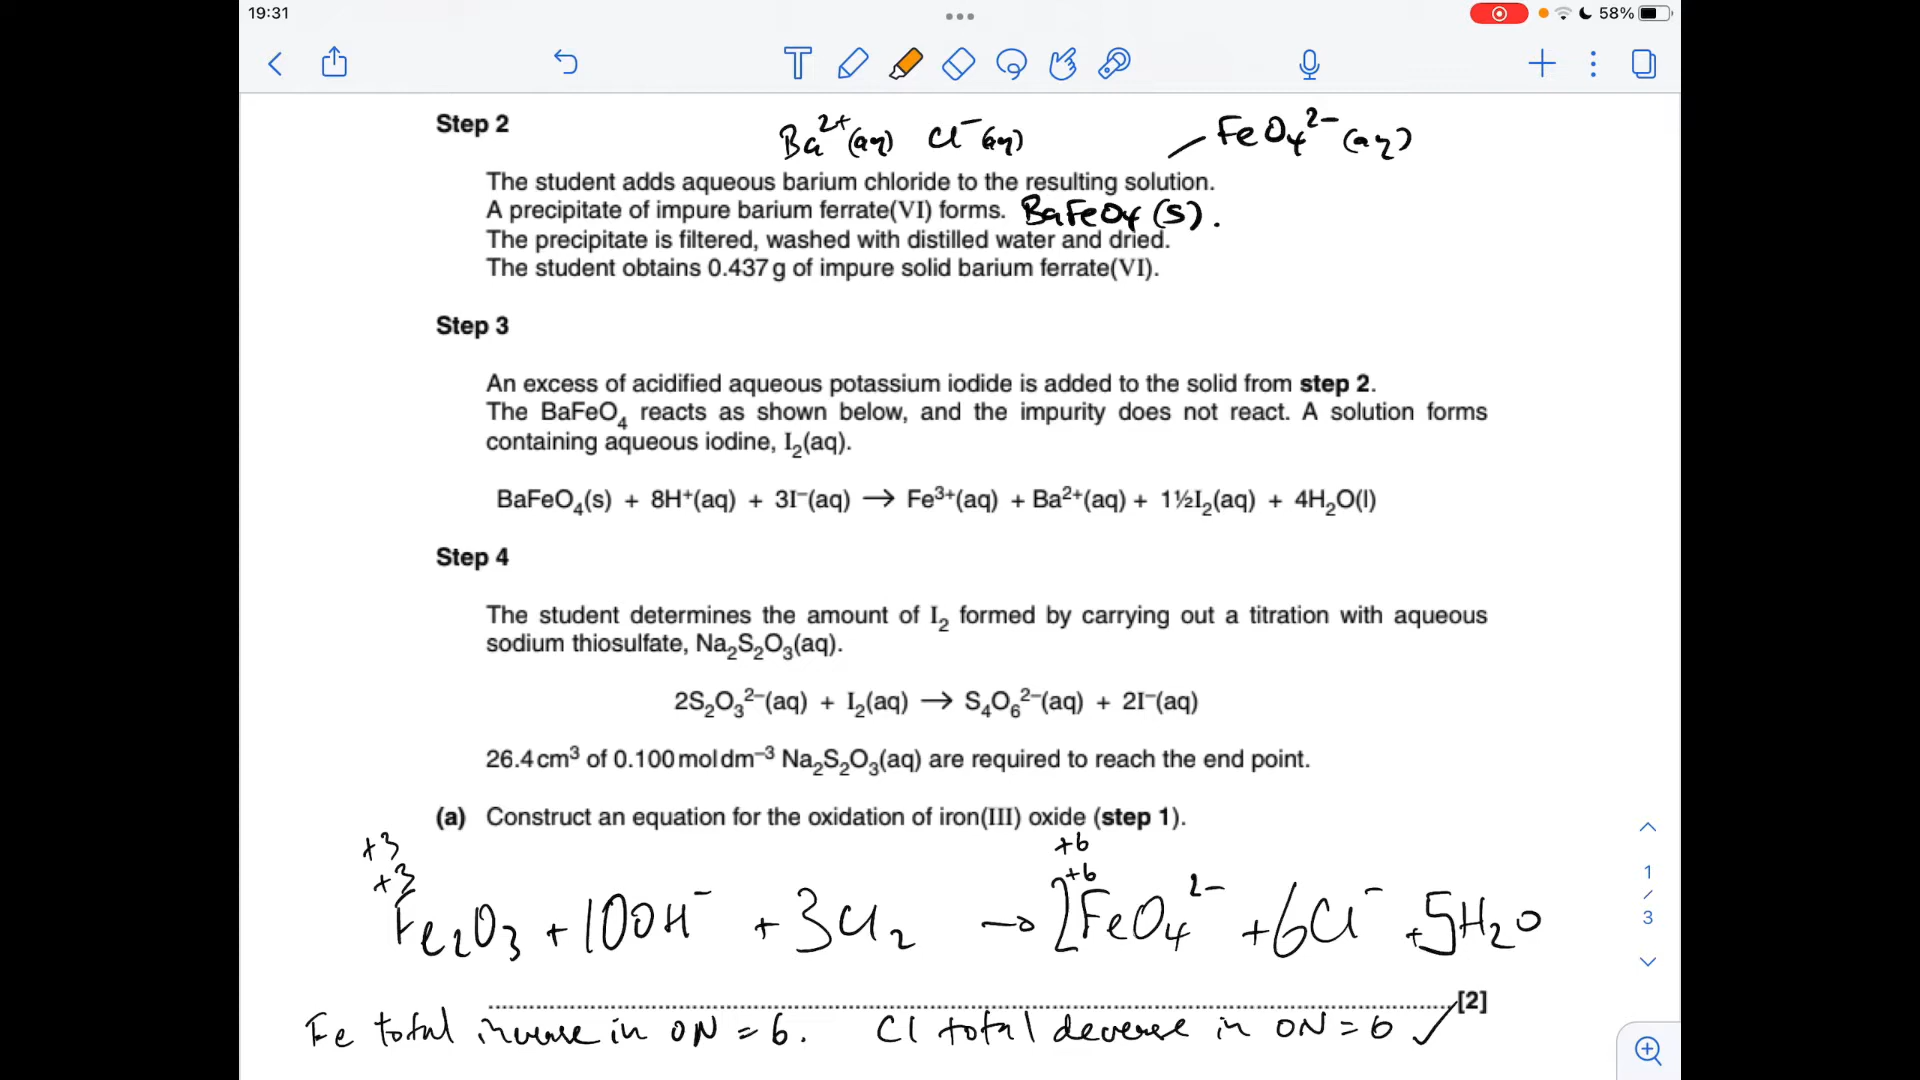 19:31
58%
Step 2
Ba²⁺(aq) Cl⁻(aq) FeO₄²⁻(aq)
The student adds aqueous barium chloride to the resulting solution.
A precipitate of impure barium ferrate(VI) forms. BaFeO₄(s).
The precipitate is filtered, washed with distilled water and dried.
The student obtains 0.437 g of impure solid barium ferrate(VI).
Step 3
An excess of acidified aqueous potassium iodide is added to the solid from step 2.
The BaFeO₄ reacts as shown below, and the impurity does not react. A solution forms
containing aqueous iodine, I₂(aq).
BaFeO₄(s) + 8H⁺(aq) + 3I⁻(aq) → Fe³⁺(aq) + Ba²⁺(aq) + 1½I₂(aq) + 4H₂O(l)
Step 4
The student determines the amount of I₂ formed by carrying out a titration with aqueous
sodium thiosulfate, Na₂S₂O₃(aq).
2S₂O₃²⁻(aq) + I₂(aq) → S₄O₆²⁻(aq) + 2I⁻(aq)
26.4 cm³ of 0.100 mol dm⁻³ Na₂S₂O₃(aq) are required to reach the end point.
(a) Construct an equation for the oxidation of iron(III) oxide (step 1).
+3 +6
+3 +6
Fe₂O₃ + 10OH⁻ + 3Cl₂ → 2FeO₄²⁻ + 6Cl⁻ + 5H₂O
[2]
Fe total increase in ON = 6. Cl total decrease in ON = 6 ✓
1
/
3